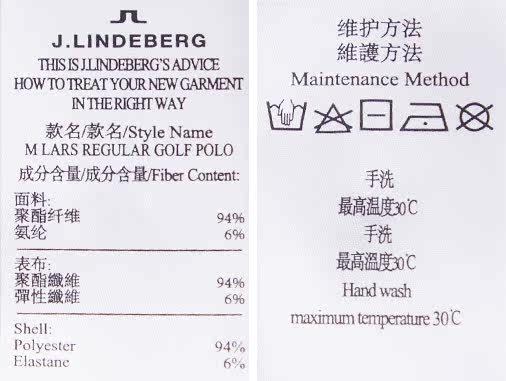 J.LINDEBERG
THIS IS J.LINDEBERG'S ADVICE
HOW TO TREAT YOUR NEW GARMENT
IN THE RIGHT WAY
款名/款名/Style Name
M LARS REGULAR GOLF POLO
成分含量/成分含量/Fiber Content:
面料:
聚酯纤维 94%
氨纶 6%
表布:
聚酯纖維 94%
彈性纖維 6%
Shell:
Polyester 94%
Elastane 6%
维护方法
維護方法
Maintenance Method
手洗
最高温度30℃
手洗
最高溫度30℃
Hand wash
maximum temperature 30℃